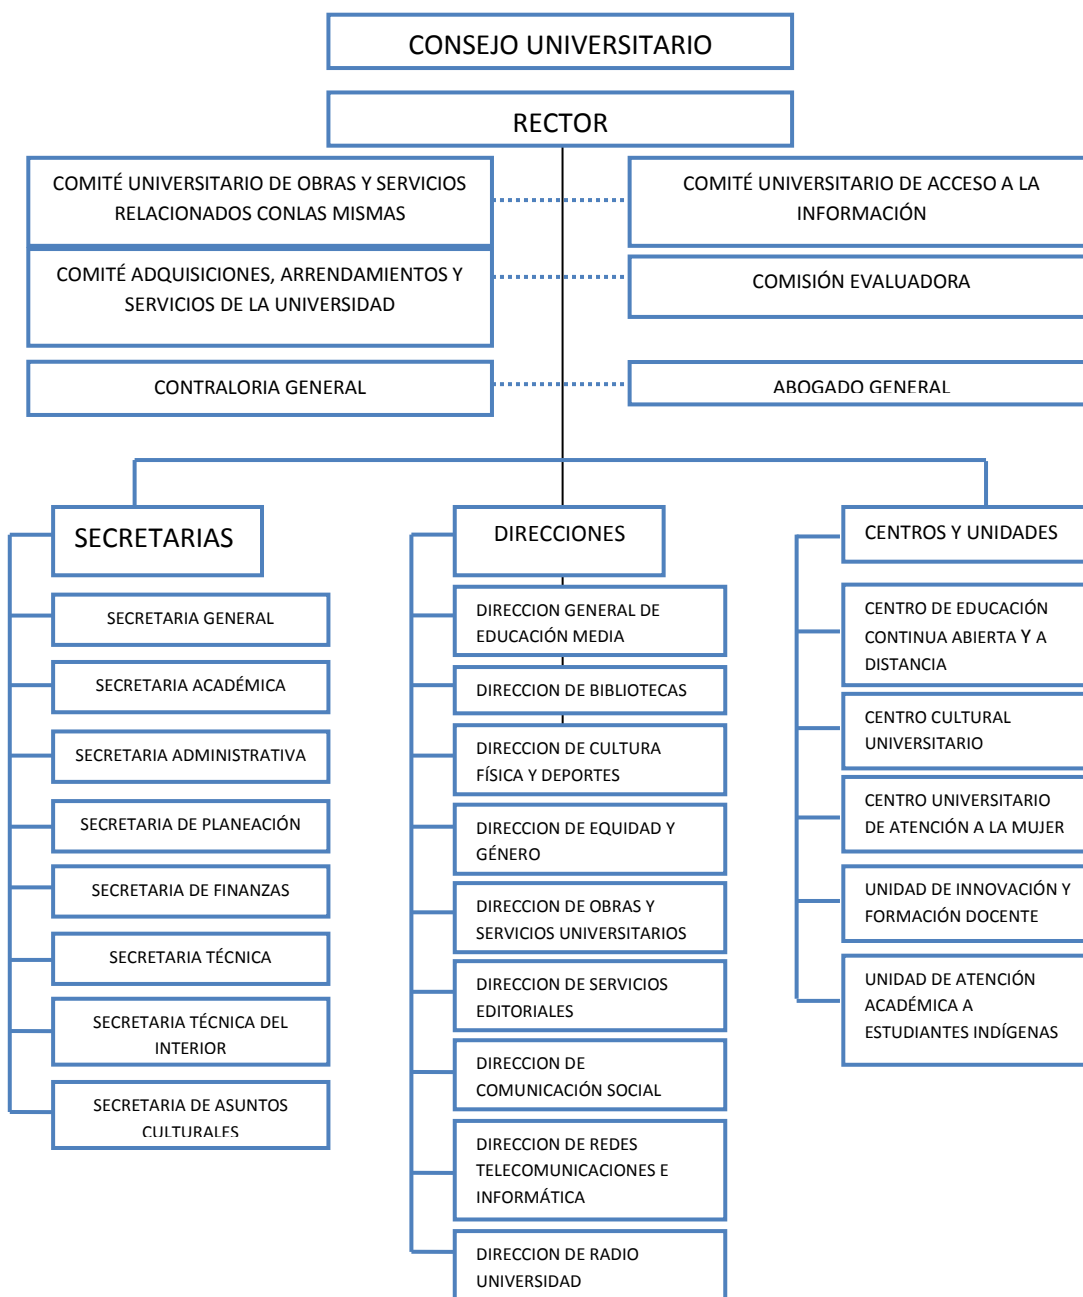 CONSEJO UNIVERSITARIO
RECTOR
COMITÉ UNIVERSITARIO DE OBRAS Y SERVICIOS
RELACIONADOS CONLAS MISMAS
COMITÉ UNIVERSITARIO DE ACCESO A LA
INFORMACIÓN
COMITÉ ADQUISICIONES, ARRENDAMIENTOS Y
SERVICIOS DE LA UNIVERSIDAD
COMISIÓN EVALUADORA
CONTRALORIA GENERAL
ABOGADO GENERAL
SECRETARIAS
SECRETARIA GENERAL
SECRETARIA ACADÉMICA
SECRETARIA ADMINISTRATIVA
SECRETARIA DE PLANEACIÓN
SECRETARIA DE FINANZAS
SECRETARIA TÉCNICA
SECRETARIA TÉCNICA DEL
INTERIOR
SECRETARIA DE ASUNTOS
CULTURALES
DIRECCIONES
DIRECCION GENERAL DE
EDUCACIÓN MEDIA
DIRECCION DE BIBLIOTECAS
DIRECCION DE CULTURA
FÍSICA Y DEPORTES
DIRECCION DE EQUIDAD Y
GÉNERO
DIRECCION DE OBRAS Y
SERVICIOS UNIVERSITARIOS
DIRECCION DE SERVICIOS
EDITORIALES
DIRECCION DE
COMUNICACIÓN SOCIAL
DIRECCION DE REDES
TELECOMUNICACIONES E
INFORMÁTICA
DIRECCION DE RADIO
UNIVERSIDAD
CENTROS Y UNIDADES
CENTRO DE EDUCACIÓN
CONTINUA ABIERTA Y A
DISTANCIA
CENTRO CULTURAL
UNIVERSITARIO
CENTRO UNIVERSITARIO
DE ATENCIÓN A LA MUJER
UNIDAD DE INNOVACIÓN Y
FORMACIÓN DOCENTE
UNIDAD DE ATENCIÓN
ACADÉMICA A
ESTUDIANTES INDÍGENAS